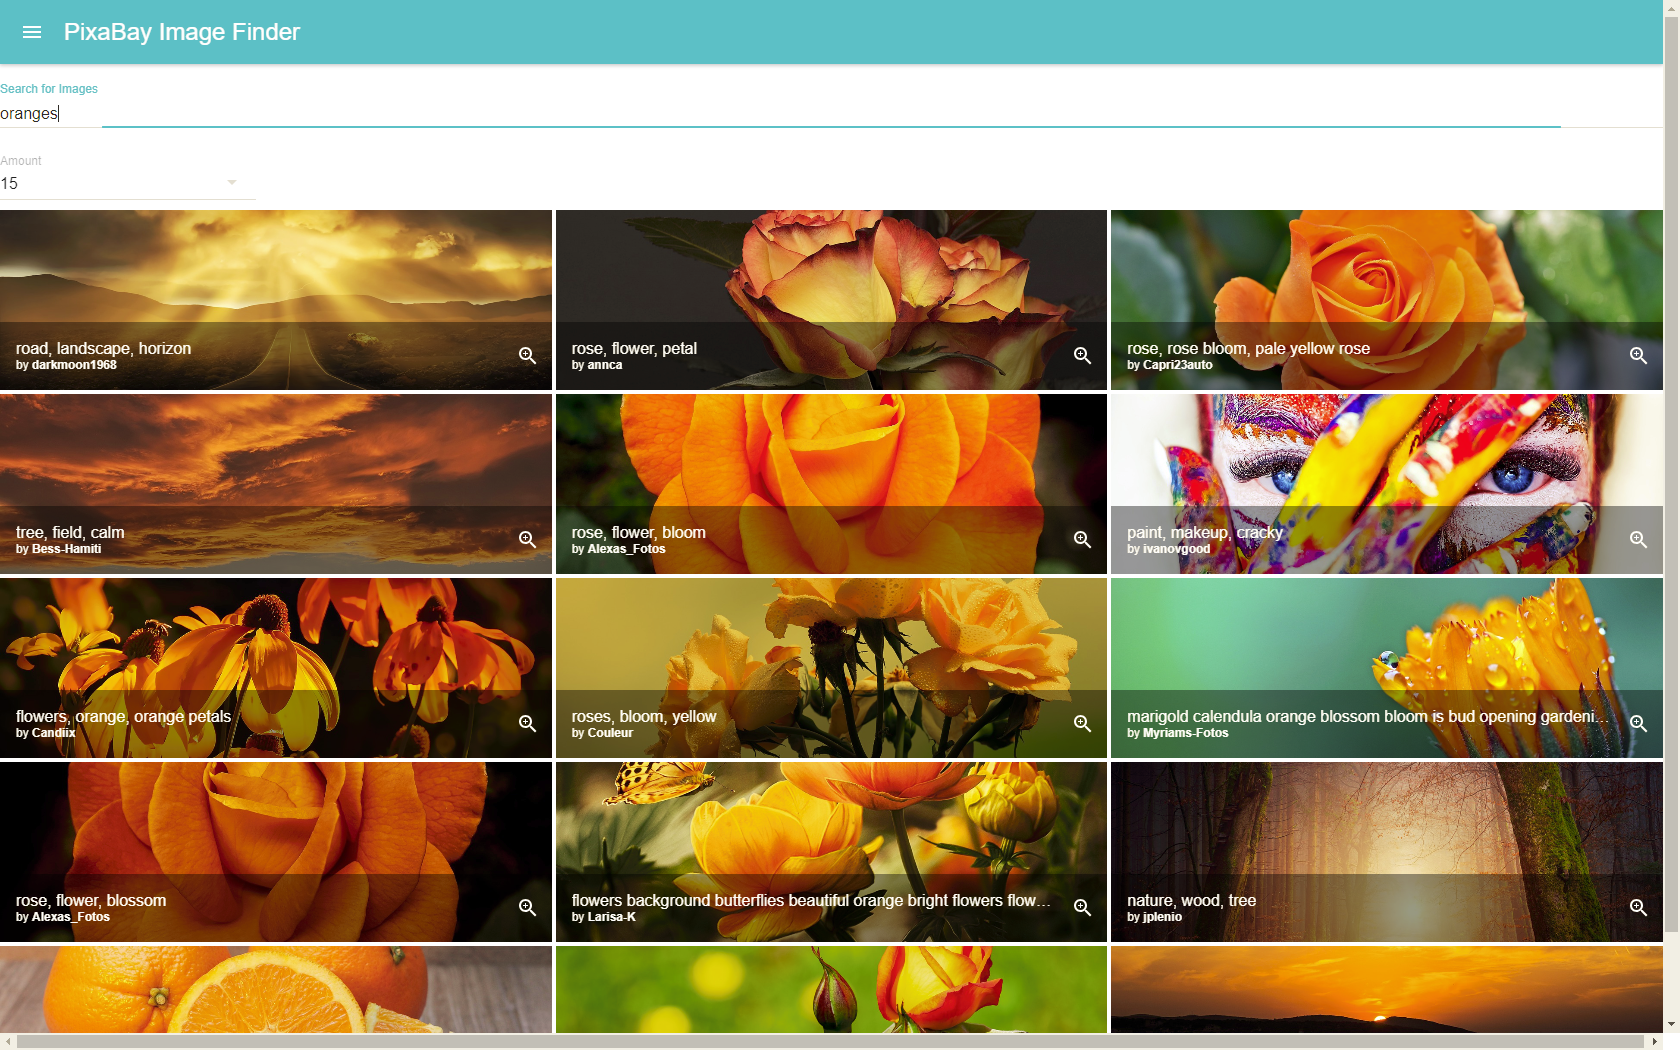 PixaBay Image Finder
Search for Images
oranges
Amount
15
road, landscape, horizon
by darkmoon1968
rose, flower, petal
by annca
rose, rose bloom, pale yellow rose
by Capri23auto
tree, field, calm
by Bess-Hamiti
rose, flower, bloom
by Alexas_Fotos
paint, makeup, cracky
by ivanovgood
flowers, orange, orange petals
by Candiix
roses, bloom, yellow
by Couleur
marigold calendula orange blossom bloom is bud opening gardeni...
by Myriams-Fotos
rose, flower, blossom
by Alexas_Fotos
flowers background butterflies beautiful orange bright flowers flow...
by Larisa-K
nature, wood, tree
by jplenio